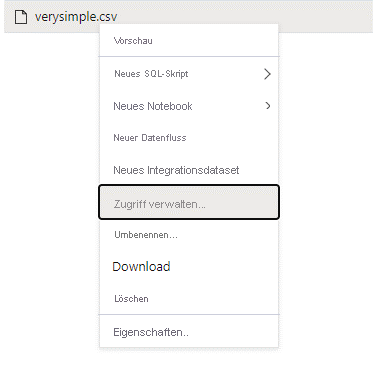 verysimple.csv
Vorschau
Neues SQL-Skript
Neues Notebook
Neuer Datenfluss
Neues Integrationsdataset
Zugriff verwalten...
Umbenennen...
Download
Löschen
Eigenschaften..